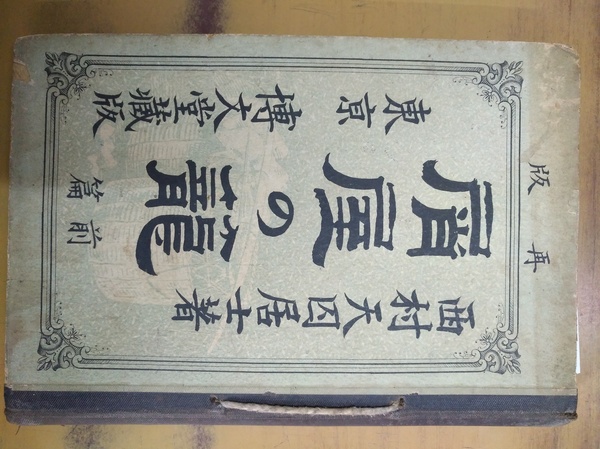 再版
西村天囚居士著
屑屋の籠
前篇
東京 博文堂藏版